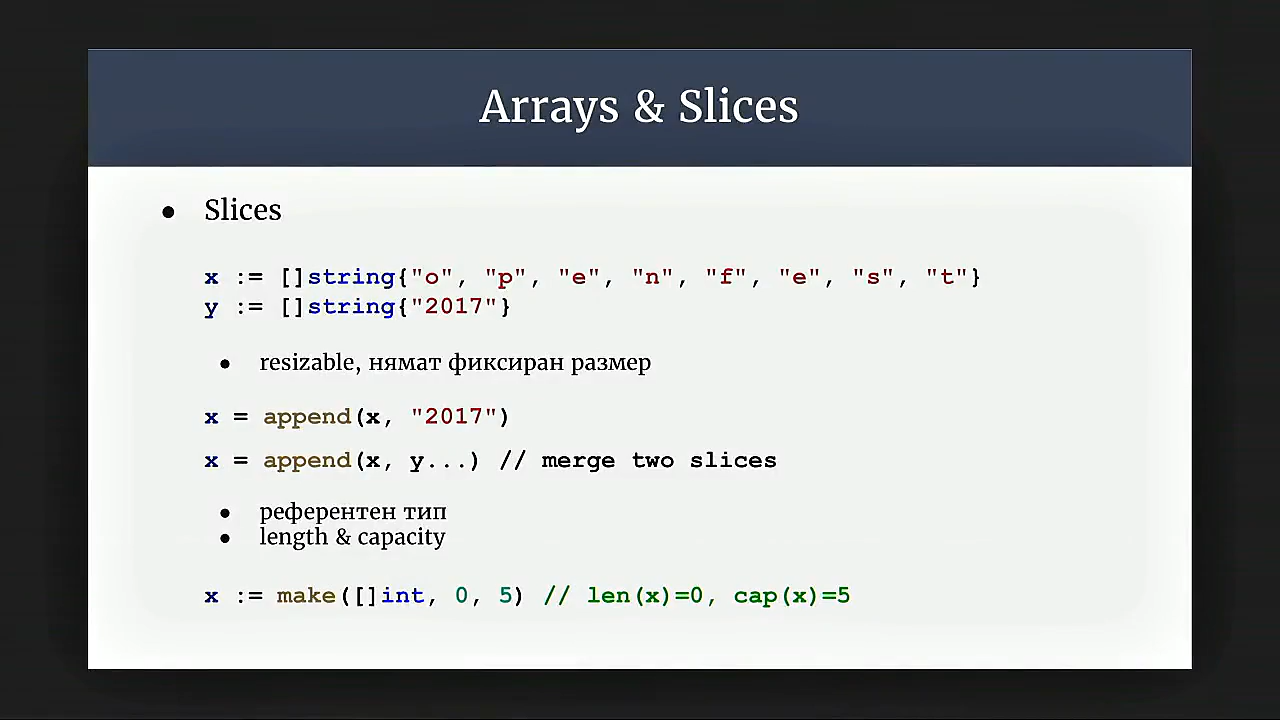 Arrays & Slices
● Slices
x := []string{"o", "p", "e", "n", "f", "e", "s", "t"}
y := []string{"2017"}
● resizable, нямат фиксиран размер
x = append(x, "2017")
x = append(x, y...) // merge two slices
● референтен тип
● length & capacity
x := make([]int, 0, 5) // len(x)=0, cap(x)=5